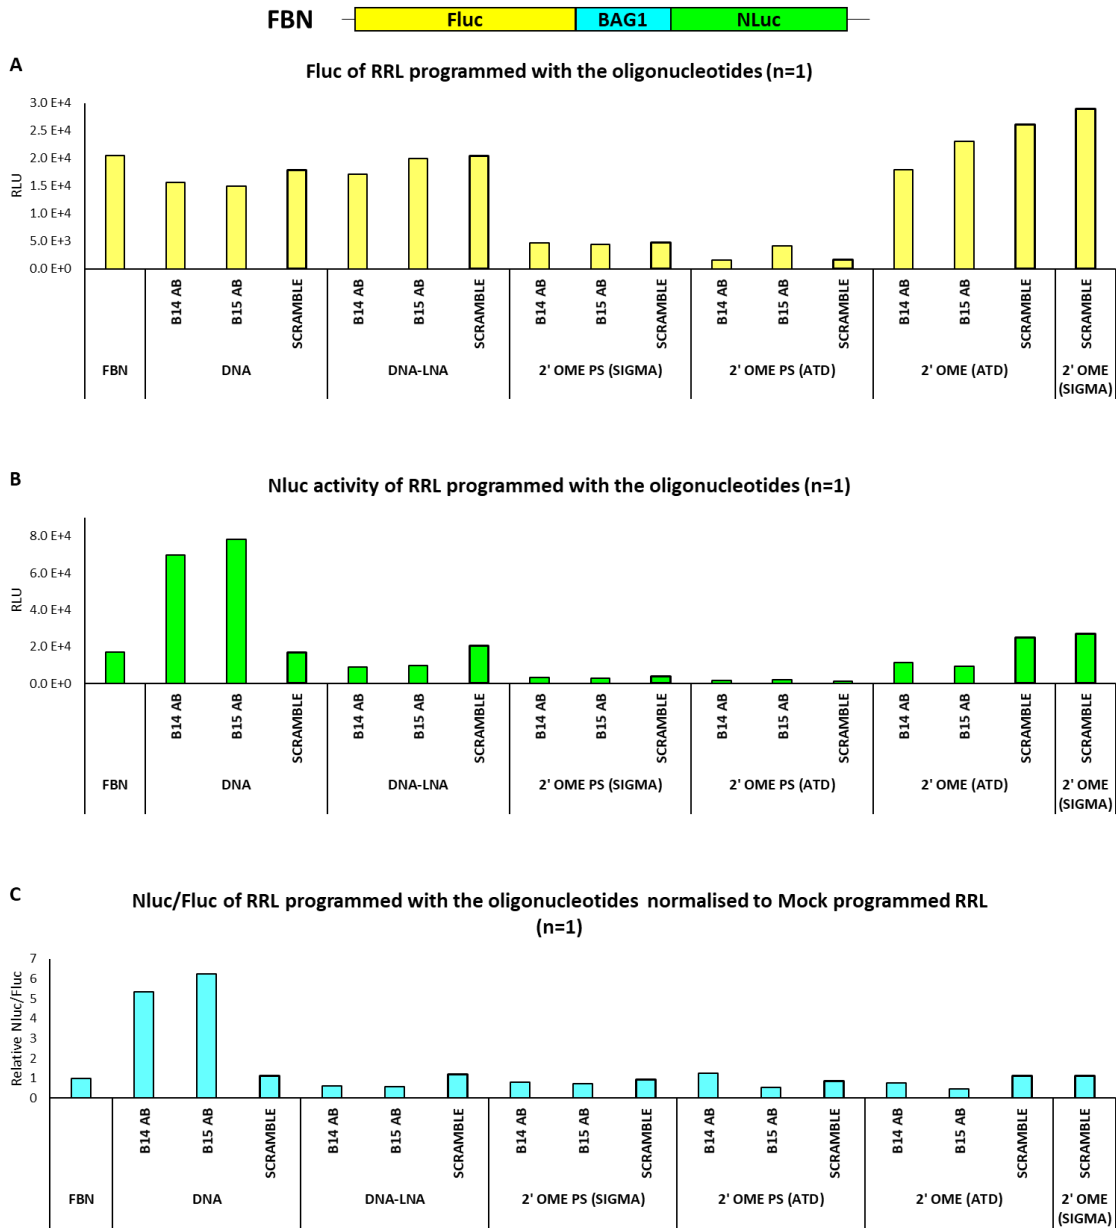 FBN Fluc BAG1 NLuc
A
Fluc of RRL programmed with the oligonucleotides (n=1)
3.0 E+4
2.5 E+4
2.0 E+4
1.5 E+4
1.0 E+4
5.0 E+3
0.0 E+0
RLU
B14 AB B15 AB SCRAMBLE B14 AB B15 AB SCRAMBLE B14 AB B15 AB SCRAMBLE B14 AB B15 AB SCRAMBLE B14 AB B15 AB SCRAMBLE SCRAMBLE
FBN DNA DNA-LNA 2' OME PS (SIGMA) 2' OME PS (ATD) 2' OME (ATD) 2' OME
(SIGMA)
B
Nluc activity of RRL programmed with the oligonucleotides (n=1)
8.0 E+4
6.0 E+4
4.0 E+4
2.0 E+4
0.0 E+0
RLU
B14 AB B15 AB SCRAMBLE B14 AB B15 AB SCRAMBLE B14 AB B15 AB SCRAMBLE B14 AB B15 AB SCRAMBLE B14 AB B15 AB SCRAMBLE SCRAMBLE
FBN DNA DNA-LNA 2' OME PS (SIGMA) 2' OME PS (ATD) 2' OME (ATD) 2' OME
(SIGMA)
C
Nluc/Fluc of RRL programmed with the oligonucleotides normalised to Mock programmed RRL
(n=1)
7
6
5
4
3
2
1
0
Relative Nluc/Fluc
B14 AB B15 AB SCRAMBLE B14 AB B15 AB SCRAMBLE B14 AB B15 AB SCRAMBLE B14 AB B15 AB SCRAMBLE B14 AB B15 AB SCRAMBLE SCRAMBLE
FBN DNA DNA-LNA 2' OME PS (SIGMA) 2' OME PS (ATD) 2' OME (ATD) 2' OME
(SIGMA)